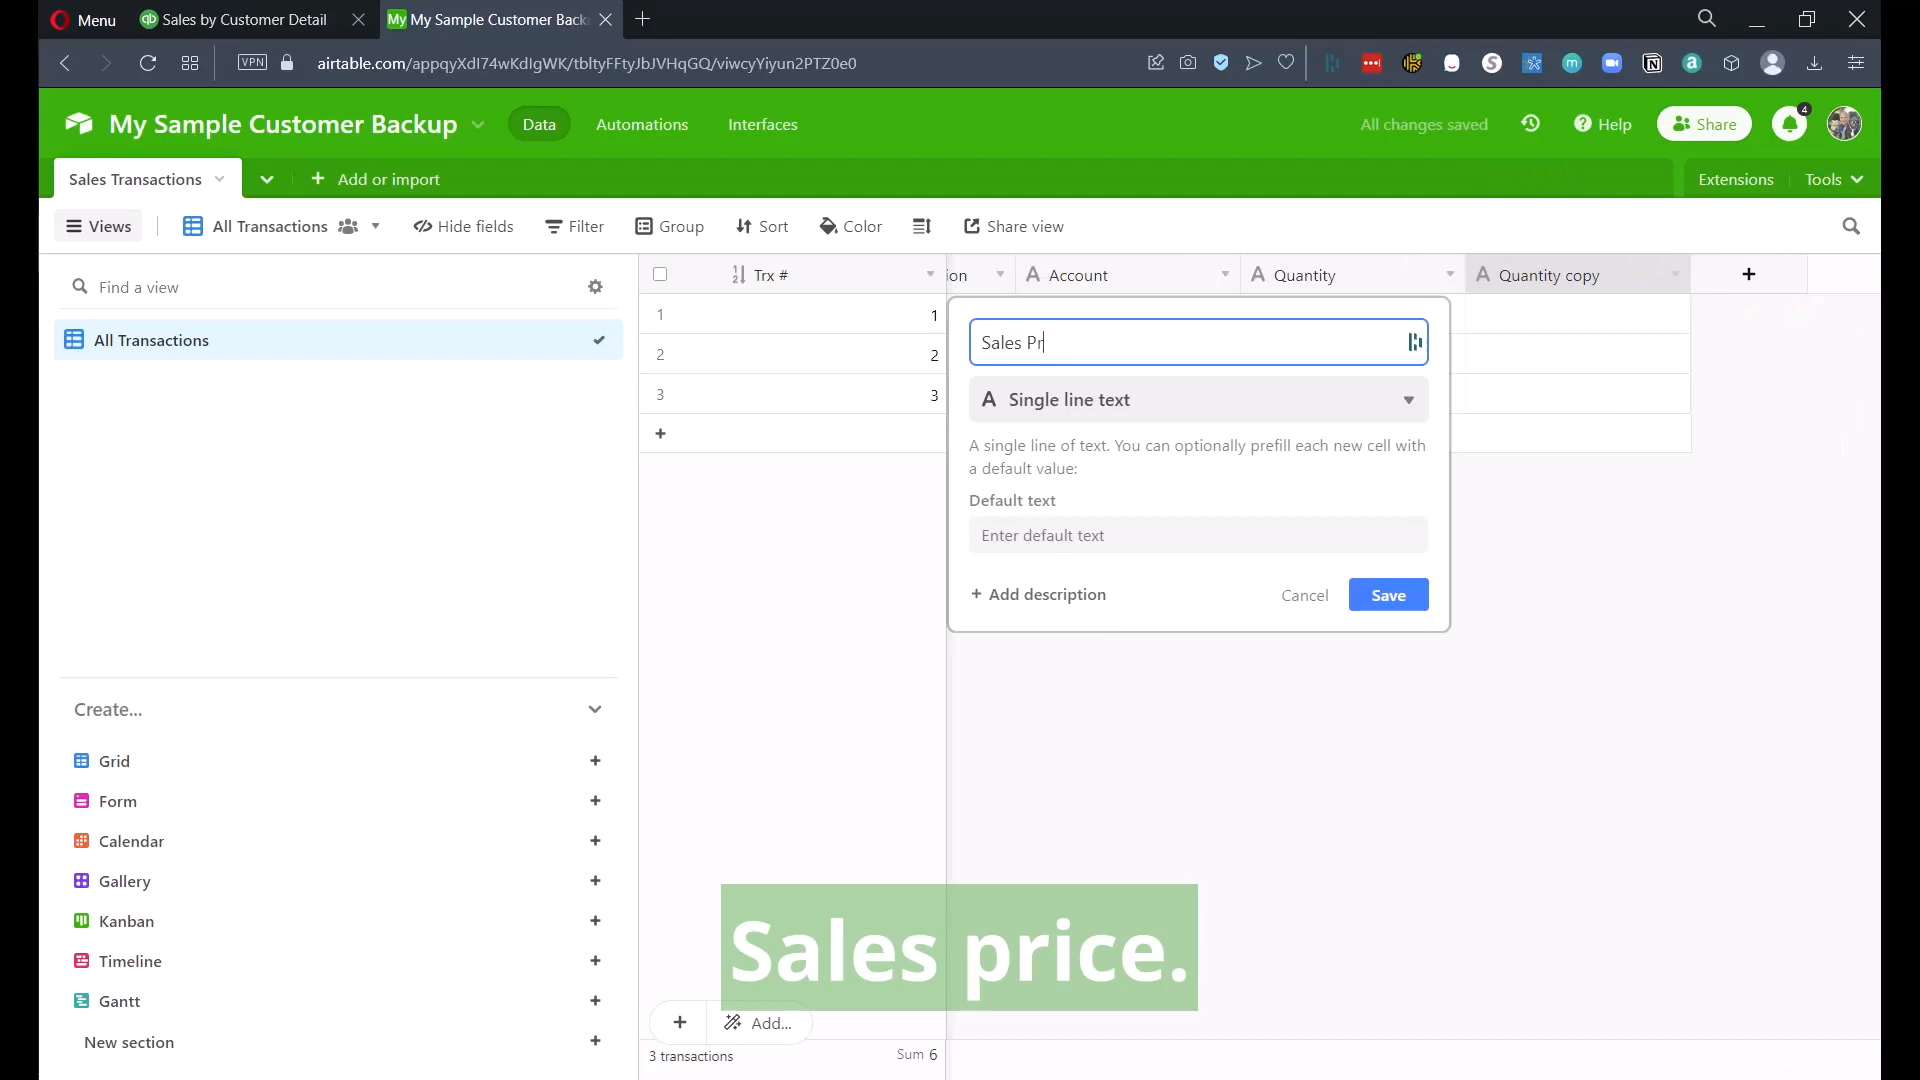 Menu
Sales by Customer Detail
My
My Sample Customer Back
VPN
airtable.com/appqyXdI74wKdIgWK/tbltyFFtyJbJVHqGQ/viwcyYiyun2PTZ0e0
My Sample Customer Backup
Data
Automations
Interfaces
All changes saved
Help
Share
4
Sales Transactions
Add or import
Extensions
Tools
Views
All Transactions
Hide fields
Filter
Group
Sort
Color
Share view
Find a view
All Transactions
Trx #
ion
Account
Quantity
Quantity copy
1 1
2 2
3 3
Sales Pr
Single line text
A single line of text. You can optionally prefill each new cell with
a default value:
Default text
Enter default text
Add description
Cancel
Save
Create...
Grid
Form
Calendar
Gallery
Kanban
Timeline
Gantt
New section
Sales price.
Add...
3 transactions
Sum 6